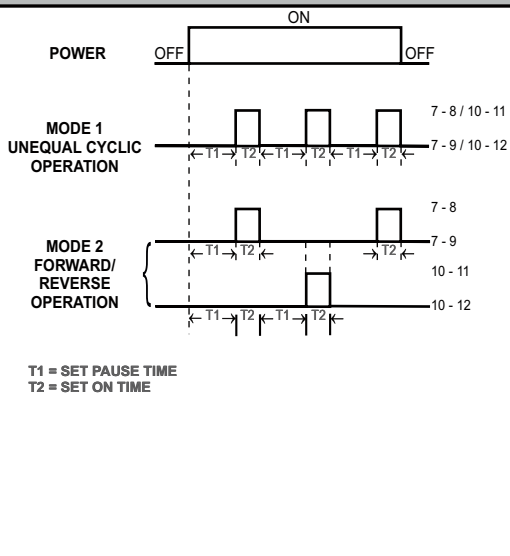 ON
POWER OFF OFF
7 - 8 / 10 - 11
MODE 1
UNEQUAL CYCLIC
OPERATION
7 - 9 / 10 - 12
T1 T2 T1 T2 T1 T2
7 - 8
7 - 9
MODE 2
FORWARD/
REVERSE
OPERATION
T1 T2 T2
10 - 11
10 - 12
T1 T2 T1 T2
T1 = SET PAUSE TIME
T2 = SET ON TIME